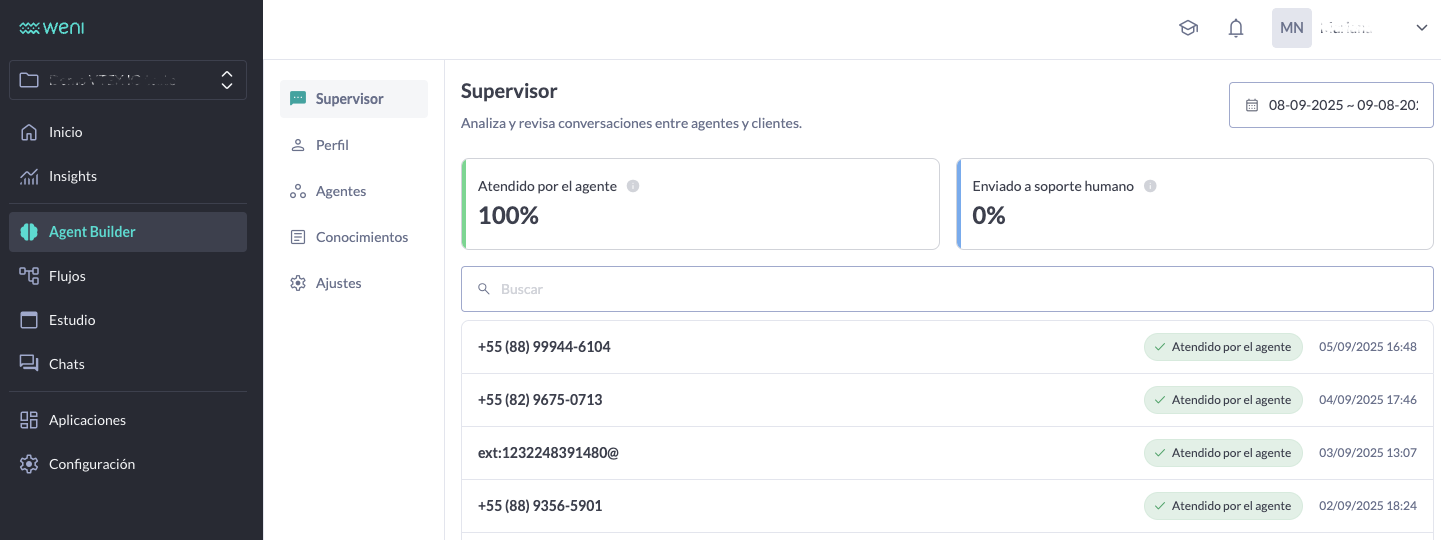 weni
MN
Inicio
Insights
Agent Builder
Flujos
Estudio
Chats
Aplicaciones
Configuración
Supervisor
Perfil
Agentes
Conocimientos
Ajustes
Supervisor
Analiza y revisa conversaciones entre agentes y clientes.
08-09-2025 ~ 09-08-202
Atendido por el agente
100%
Enviado a soporte humano
0%
Buscar
+55 (88) 99944-6104 Atendido por el agente 05/09/2025 16:48
+55 (82) 9675-0713 Atendido por el agente 04/09/2025 17:46
ext:1232248391480@ Atendido por el agente 03/09/2025 13:07
+55 (88) 9356-5901 Atendido por el agente 02/09/2025 18:24